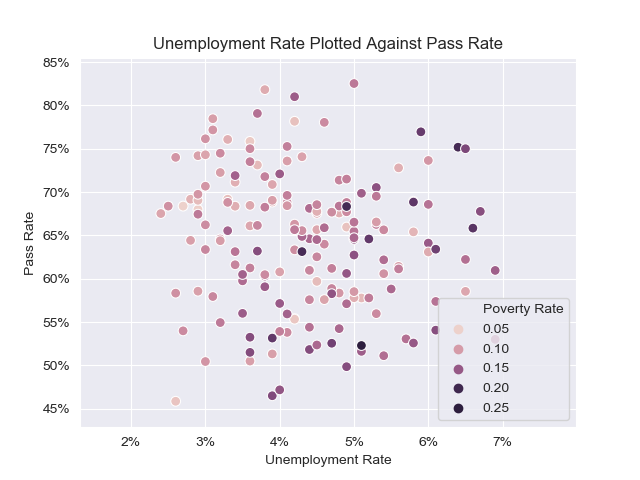 Unemployment Rate Plotted Against Pass Rate
85%
80%
75%
70%
65%
60%
55%
50%
45%
Pass Rate
Poverty Rate
0.05
0.10
0.15
0.20
0.25
2% 3% 4% 5% 6% 7%
Unemployment Rate